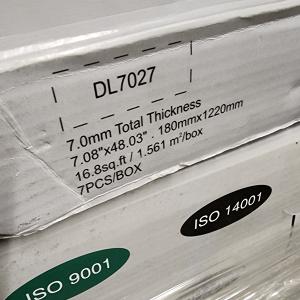 DL7027
7.0mm Total Thickness
7.08"x48.03" . 180mmx1220mm
16.8sq.ft / 1.561 m²/box
7PCS/BOX
ISO 14001
ISO 9001